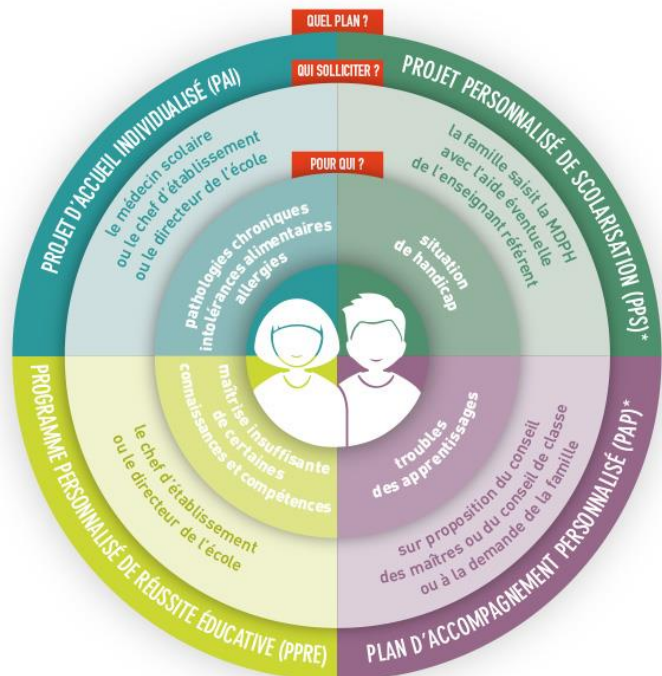 QUEL PLAN ?
QUI SOLLICITER ?
POUR QUI ?
PROJET D'ACCUEIL INDIVIDUALISÉ (PAI)
le médecin scolaire
ou le chef d'établissement
ou le directeur de l'école
pathologies chroniques
intolérances alimentaires
allergies
PROJET PERSONNALISÉ DE SCOLARISATION (PPS)*
la famille saisit la MDPH
avec l'aide éventuelle
de l'enseignant référent
situation
de handicap
PROGRAMME PERSONNALISÉ DE RÉUSSITE ÉDUCATIVE (PPRE)
le chef d'établissement
ou le directeur de l'école
maîtrise insuffisante
de certaines
connaissances et compétences
PLAN D'ACCOMPAGNEMENT PERSONNALISÉ (PAP)*
sur proposition du conseil
des maîtres ou du conseil de classe
ou à la demande de la famille
troubles
des apprentissages